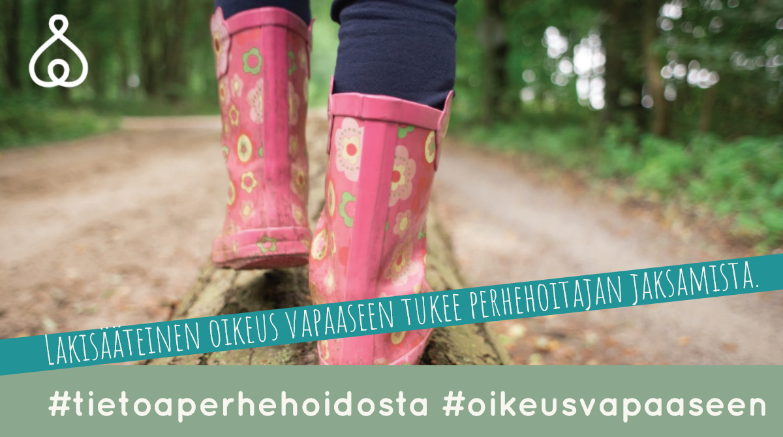 LAKISÄÄTEINEN OIKEUS VAPAASEEN TUKEE PERHEHOITAJAN JAKSAMISTA.
#tietoaperhehoidosta #oikeusvapaaseen